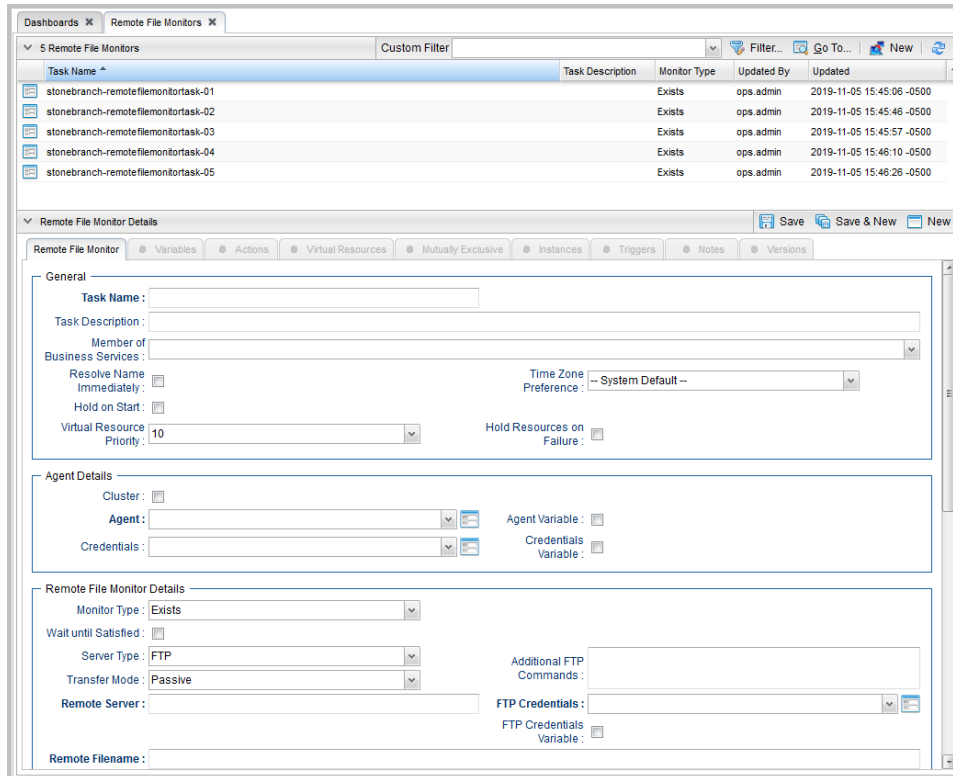 Dashboards Remote File Monitors
5 Remote File Monitors Custom Filter Filter... Go To... New
Task Name Task Description Monitor Type Updated By Updated
stonebranch-remotefilemonitortask-01 Exists ops.admin 2019-11-05 15:45:06 -0500
stonebranch-remotefilemonitortask-02 Exists ops.admin 2019-11-05 15:45:46 -0500
stonebranch-remotefilemonitortask-03 Exists ops.admin 2019-11-05 15:45:57 -0500
stonebranch-remotefilemonitortask-04 Exists ops.admin 2019-11-05 15:46:10 -0500
stonebranch-remotefilemonitortask-05 Exists ops.admin 2019-11-05 15:46:26 -0500
Remote File Monitor Details Save Save & New New
Remote File Monitor Variables Actions Virtual Resources Mutually Exclusive Instances Triggers Notes Versions
General
Task Name :
Task Description :
Member of
Business Services :
Resolve Name
Immediately :
Time Zone
Preference : -- System Default --
Hold on Start :
Virtual Resource
Priority : 10
Hold Resources on
Failure :
Agent Details
Cluster :
Agent : Agent Variable :
Credentials :
Credentials
Variable :
Remote File Monitor Details
Monitor Type : Exists
Wait until Satisfied :
Server Type : FTP
Additional FTP
Commands :
Transfer Mode : Passive
Remote Server : FTP Credentials :
FTP Credentials
Variable :
Remote Filename :